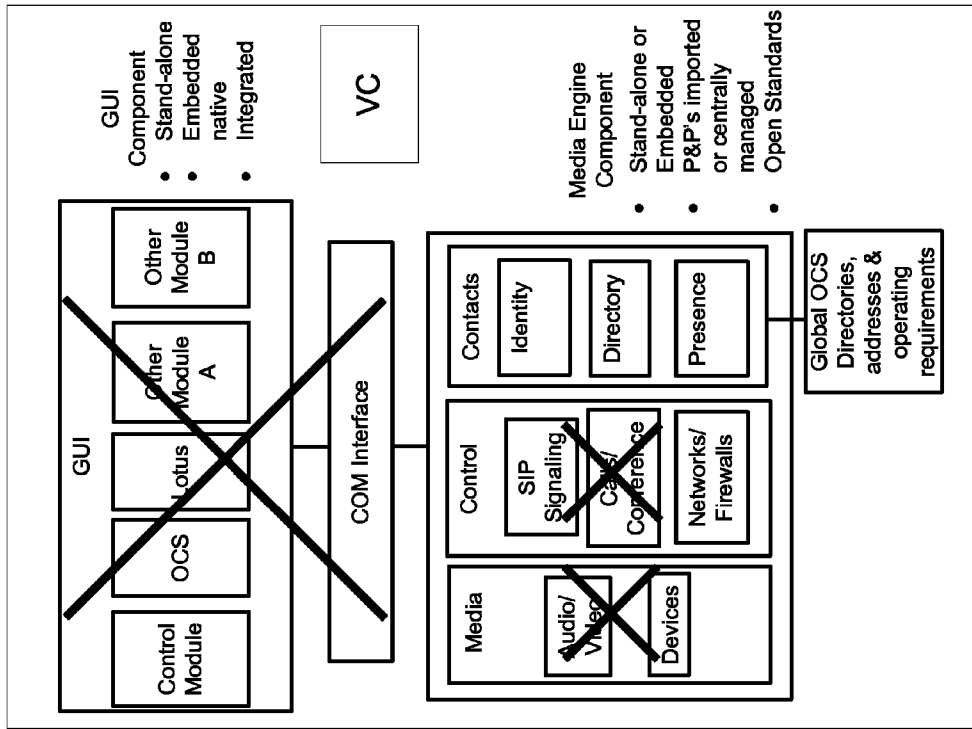 GUI
Control
Module
OCS
Lotus
Other
Module
A
Other
Module
B
GUI
Component
• Stand-alone
• Embedded
native
• Integrated
COM Interface
VC
Media
Audio/
Video
Devices
Control
SIP
Signaling
Calls/
Conference
Networks/
Firewalls
Contacts
Identity
Directory
Presence
Media Engine
Component
• Stand-alone or
Embedded
• P&P's imported
or centrally
managed
• Open Standards
Global OCS
Directories,
addresses &
operating
requirements